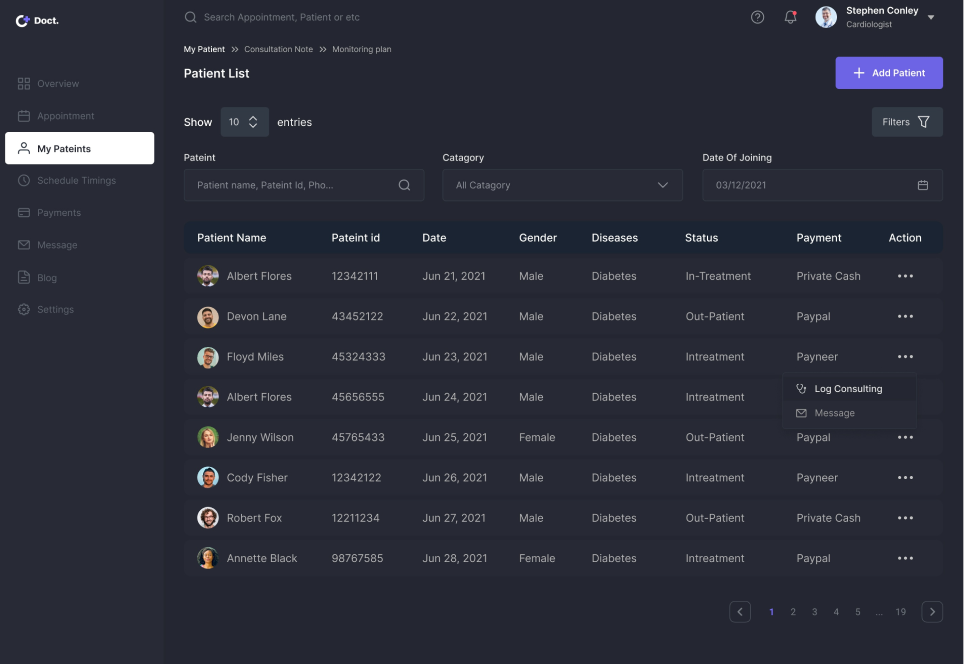 Doct.
Search Appointment, Patient or etc
Stephen Conley
Cardiologist
My Patient >> Consultation Note >> Monitoring plan
Patient List
+ Add Patient
Overview
Appointment
My Pateints
Schedule Timings
Payments
Message
Blog
Settings
Show 10 entries
Filters
Pateint Catagory Date Of Joining
Patient name, Pateint Id, Pho... All Catagory 03/12/2021
Patient Name Pateint id Date Gender Diseases Status Payment Action
Albert Flores 12342111 Jun 21, 2021 Male Diabetes In-Treatment Private Cash
Devon Lane 43452122 Jun 22, 2021 Male Diabetes Out-Patient Paypal
Floyd Miles 45324333 Jun 23, 2021 Male Diabetes Intreatment Payneer
Log Consulting
Message
Albert Flores 45656555 Jun 24, 2021 Male Diabetes Intreatment
Jenny Wilson 45765433 Jun 25, 2021 Female Diabetes Out-Patient Paypal
Cody Fisher 12342122 Jun 26, 2021 Male Diabetes Intreatment Payneer
Robert Fox 12211234 Jun 27, 2021 Male Diabetes Out-Patient Private Cash
Annette Black 98767585 Jun 28, 2021 Female Diabetes Intreatment Paypal
< 1 2 3 4 5 ... 19 >